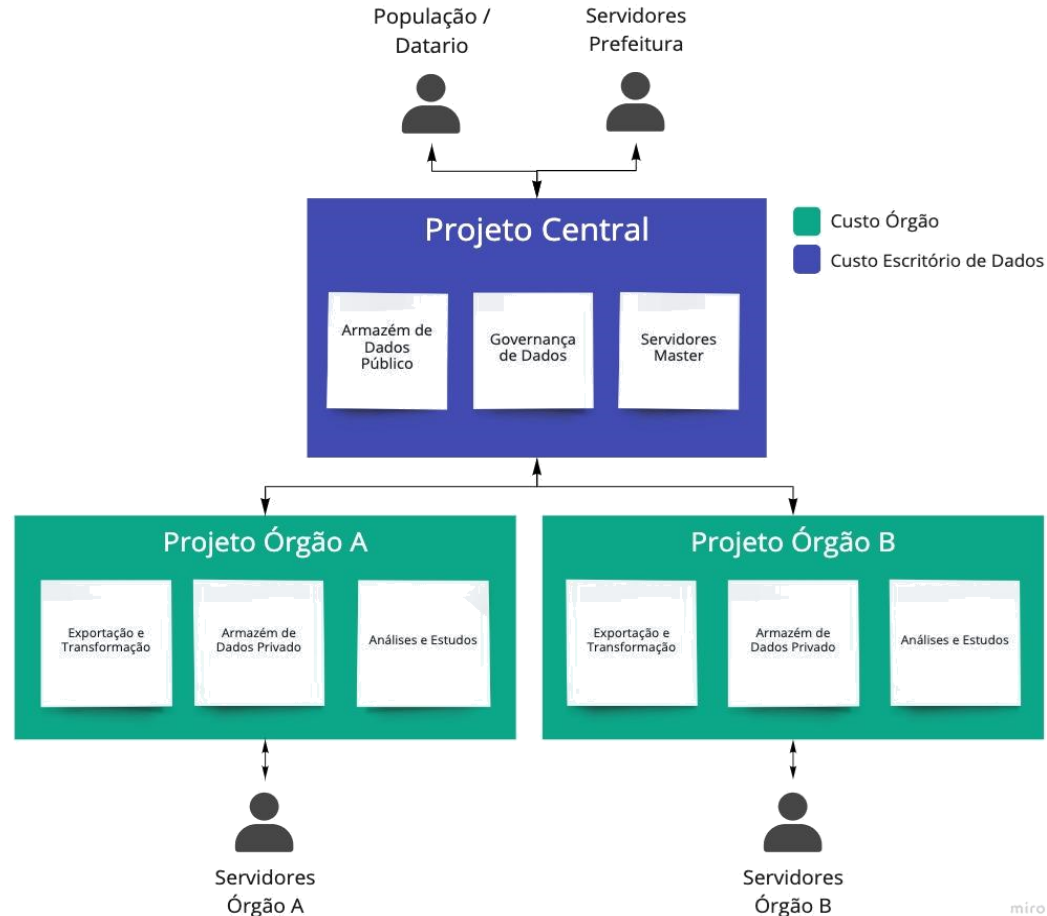 População /
Datario
Servidores
Prefeitura
Projeto Central
Armazém de
Dados
Público
Governança
de Dados
Servidores
Master
Custo Órgão
Custo Escritório de Dados
Projeto Órgão A
Exportação e
Transformação
Armazém de
Dados Privado
Análises e Estudos
Projeto Órgão B
Exportação e
Transformação
Armazém de
Dados Privado
Análises e Estudos
Servidores
Órgão A
Servidores
Órgão B
miro